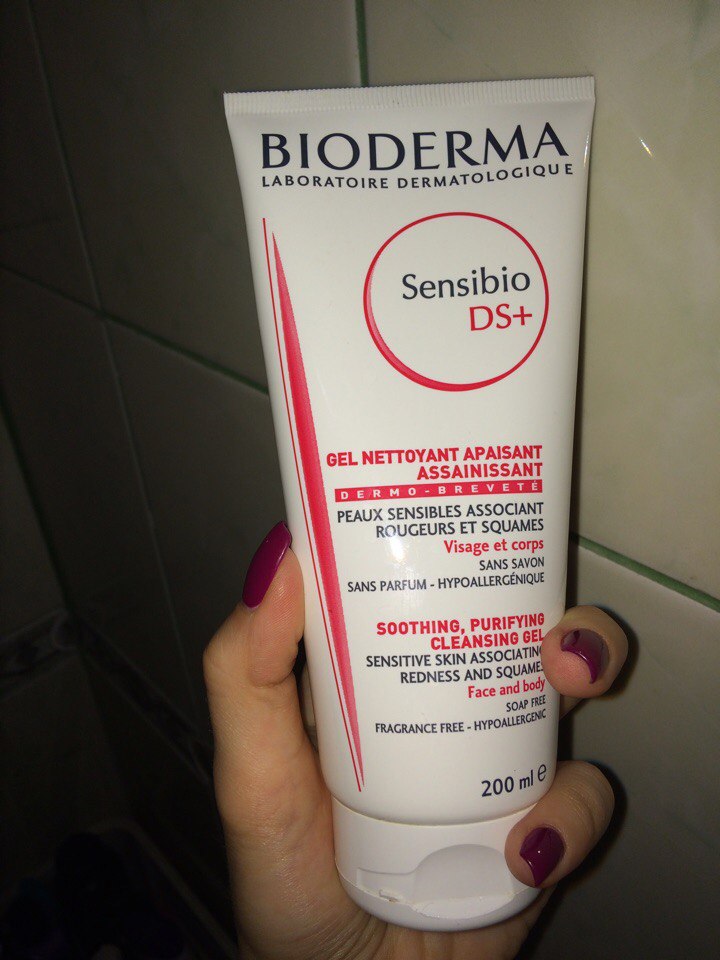 BIODERMA
LABORATOIRE DERMATOLOGIQUE
Sensibio
DS+
GEL NETTOYANT APAISANT
ASSAINISSANT
DERMO-BREVETÉ
PEAUX SENSIBLES ASSOCIANT
ROUGEURS ET SQUAMES
Visage et corps
SANS SAVON
SANS PARFUM - HYPOALLERGÉNIQUE
SOOTHING, PURIFYING
CLEANSING GEL
SENSITIVE SKIN ASSOCIATING
REDNESS AND SQUAMES
Face and body
SOAP FREE
FRAGRANCE FREE - HYPOALLERGENIC
200 ml e